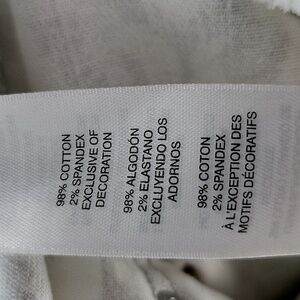 98% COTTON
2% SPANDEX
EXCLUSIVE OF
DECORATION
98% ALGODÓN
2% ELASTANO
EXCLUYENDO LOS
ADORNOS
98% COTON
2% SPANDEX
À L'EXCEPTION DES
MOTIFS DÉCORATIFS